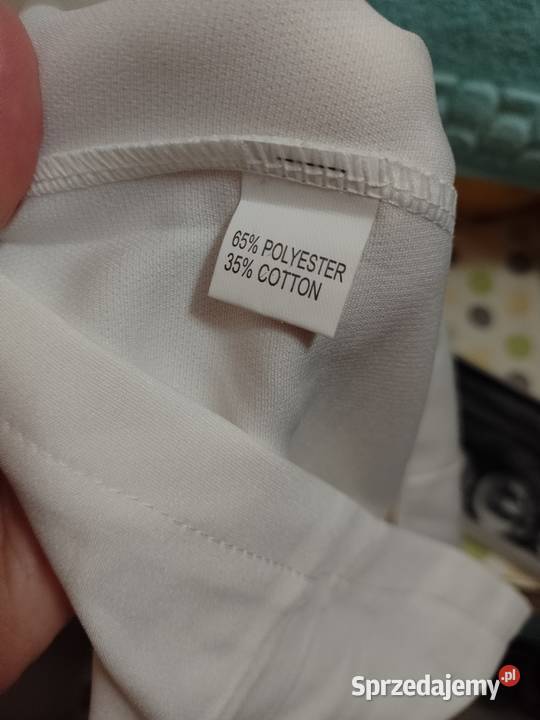 65% POLYESTER
35% COTTON
Sprzedajemy.pl